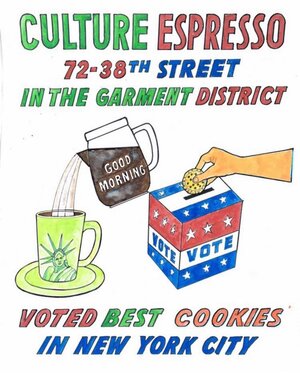 CULTURE ESPRESSO
72-38TH STREET
IN THE GARMENT DISTRICT
GOOD
MORNING
VOTE VOTE
VOTED BEST COOKIES
IN NEW YORK CITY